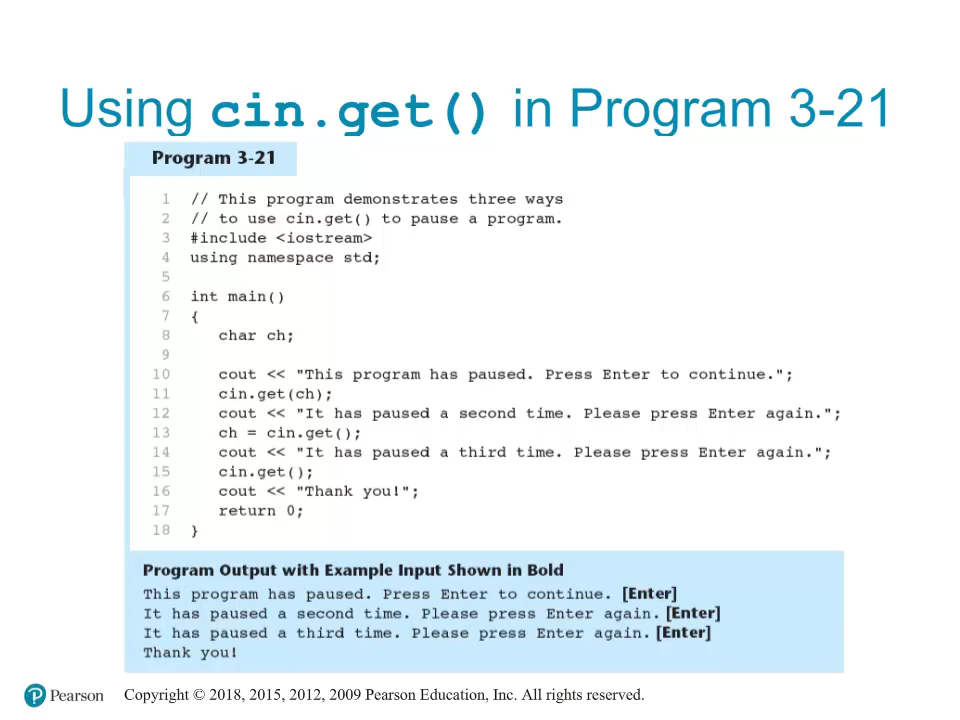 Using cin.get() in Program 3-21
Program 3-21
1 // This program demonstrates three ways
2 // to use cin.get() to pause a program.
3 #include <iostream>
4 using namespace std;
5
6 int main()
7 {
8 char ch;
9
10 cout << "This program has paused. Press Enter to continue.";
11 cin.get(ch);
12 cout << "It has paused a second time. Please press Enter again.";
13 ch = cin.get();
14 cout << "It has paused a third time. Please press Enter again.";
15 cin.get();
16 cout << "Thank you!";
17 return 0;
18 }
Program Output with Example Input Shown in Bold
This program has paused. Press Enter to continue. [Enter]
It has paused a second time. Please press Enter again. [Enter]
It has paused a third time. Please press Enter again. [Enter]
Thank you!
P Pearson Copyright © 2018, 2015, 2012, 2009 Pearson Education, Inc. All rights reserved.